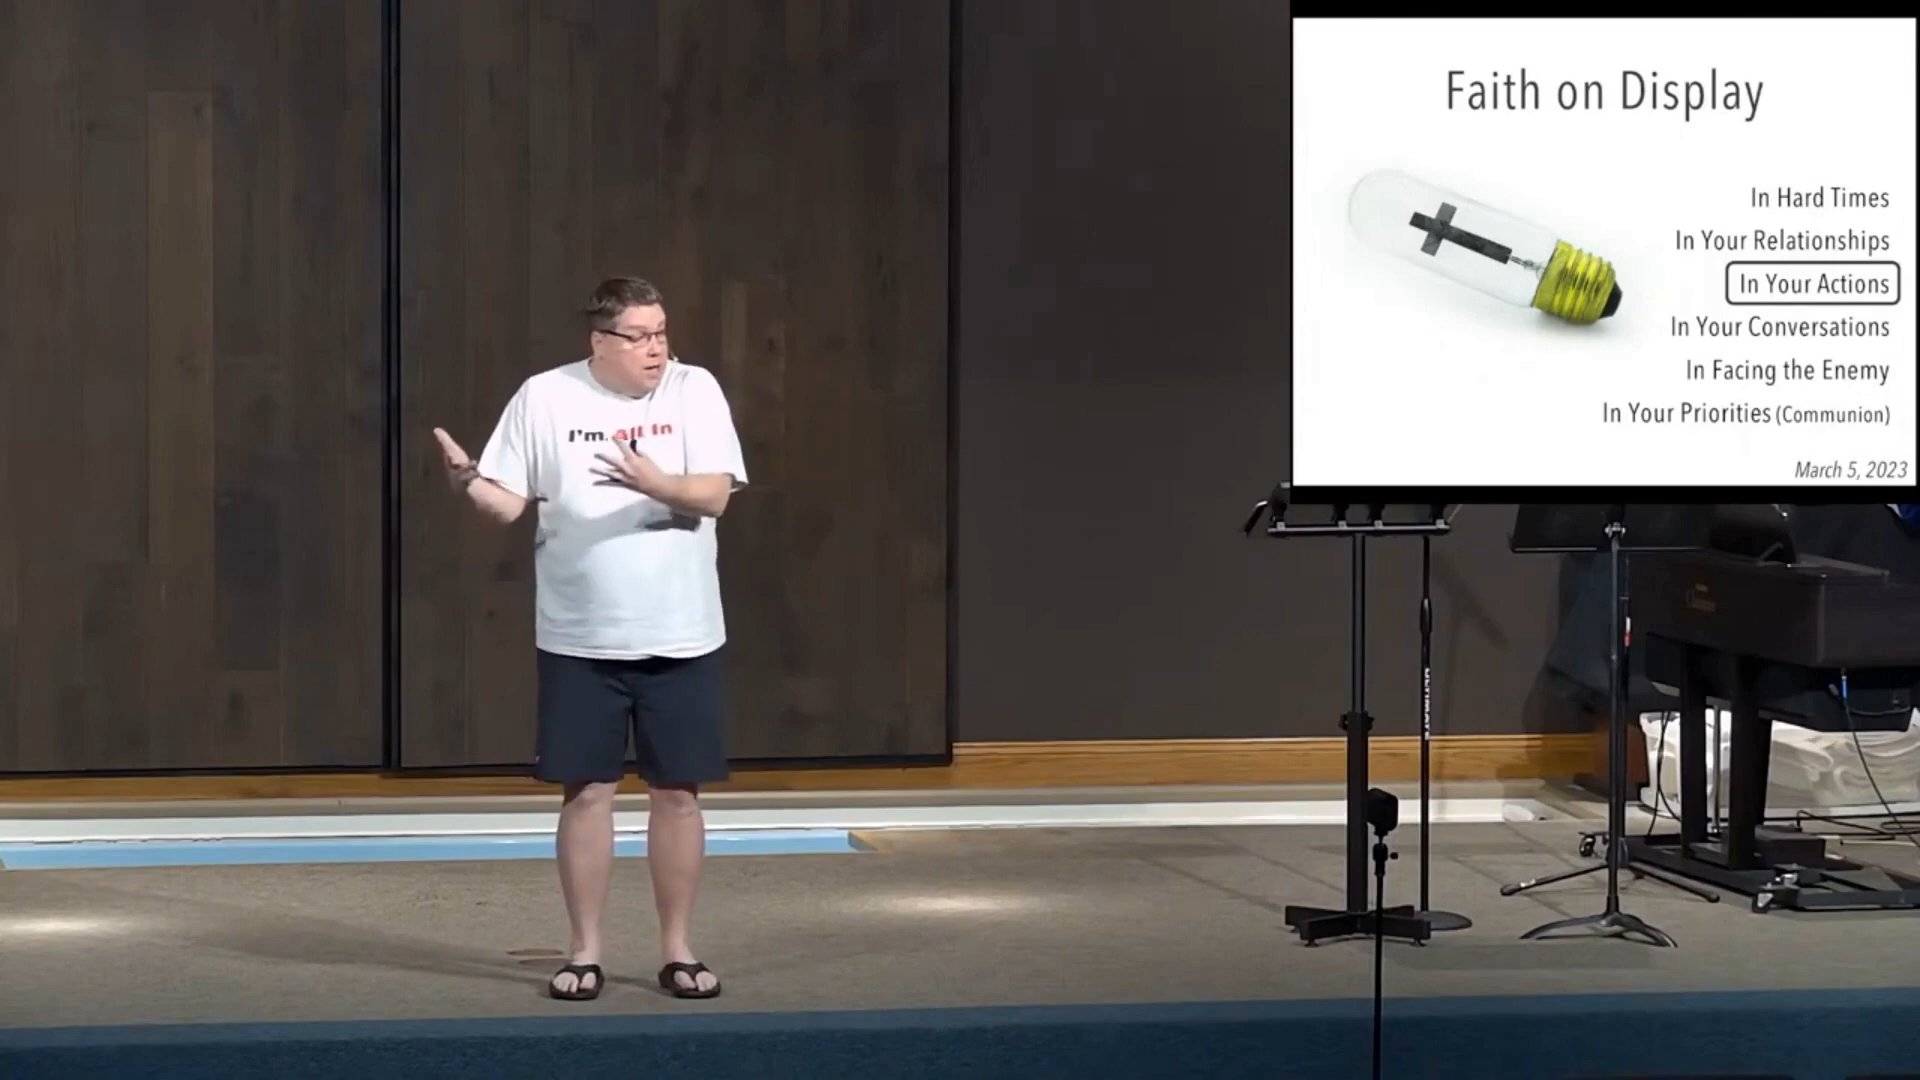 Faith on Display
In Hard Times
In Your Relationships
In Your Actions
In Your Conversations
In Facing the Enemy
In Your Priorities (Communion)
March 5, 2023
I'm All In